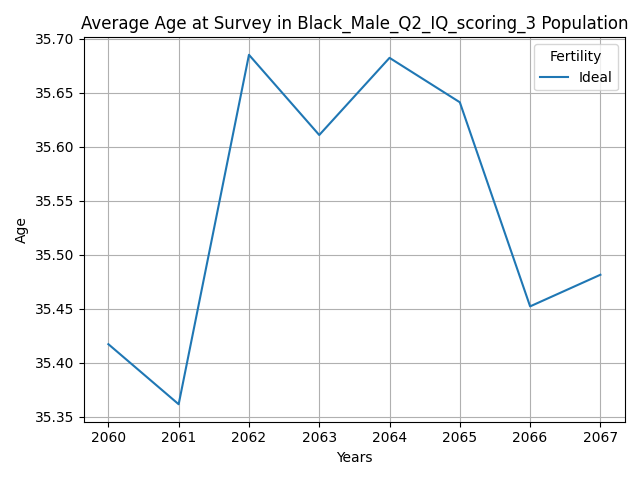 Average Age at Survey in Black_Male_Q2_IQ_scoring_3 Population
Fertility
Ideal
35.70
35.65
35.60
35.55
35.50
35.45
35.40
35.35
Age
2060 2061 2062 2063 2064 2065 2066 2067
Years